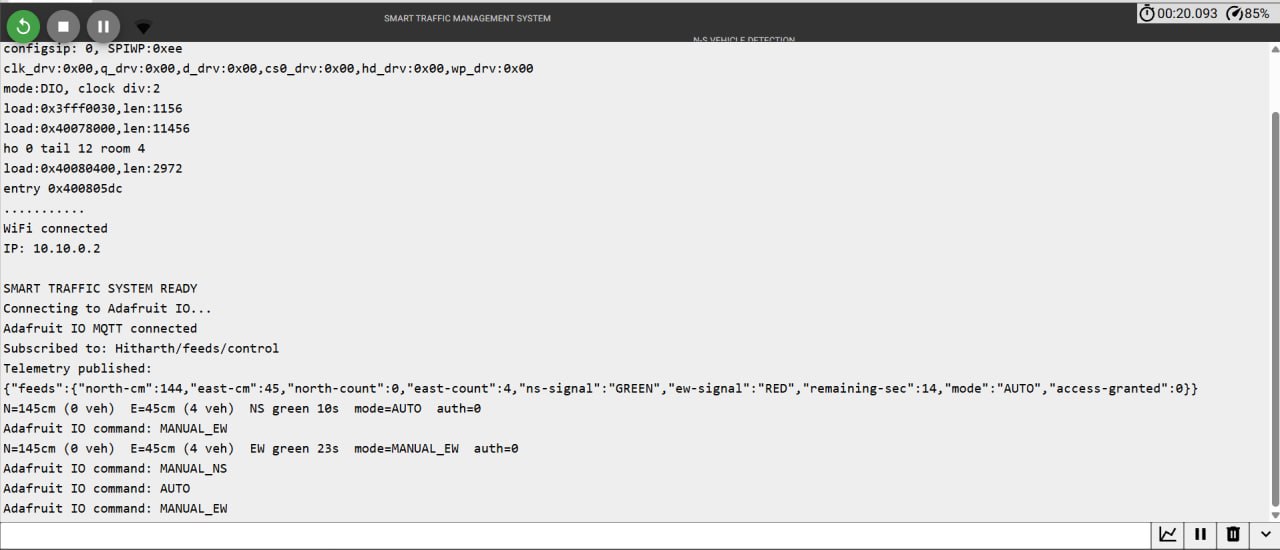 SMART TRAFFIC MANAGEMENT SYSTEM
00:20.093 85%
N-S VEHICLE DETECTION
configsip: 0, SPIWP:0xee
clk_drv:0x00,q_drv:0x00,d_drv:0x00,cs0_drv:0x00,hd_drv:0x00,wp_drv:0x00
mode:DIO, clock div:2
load:0x3fff0030,len:1156
load:0x40078000,len:11456
ho 0 tail 12 room 4
load:0x40080400,len:2972
entry 0x400805dc
...........
WiFi connected
IP: 10.10.0.2
SMART TRAFFIC SYSTEM READY
Connecting to Adafruit IO...
Adafruit IO MQTT connected
Subscribed to: Hitharth/feeds/control
Telemetry published:
{"feeds":{"north-cm":144,"east-cm":45,"north-count":0,"east-count":4,"ns-signal":"GREEN","ew-signal":"RED","remaining-sec":14,"mode":"AUTO","access-granted":0}}
N=145cm (0 veh)  E=45cm (4 veh)  NS green 10s  mode=AUTO  auth=0
Adafruit IO command: MANUAL_EW
N=145cm (0 veh)  E=45cm (4 veh)  EW green 23s  mode=MANUAL_EW  auth=0
Adafruit IO command: MANUAL_NS
Adafruit IO command: AUTO
Adafruit IO command: MANUAL_EW